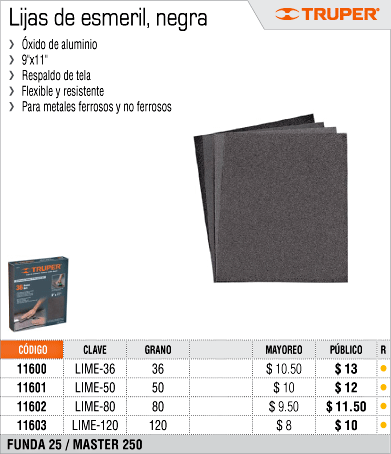 Lijas de esmeril, negra
TRUPER®
Óxido de aluminio
9"x11"
Respaldo de tela
Flexible y resistente
Para metales ferrosos y no ferrosos
TRUPER
CÓDIGO CLAVE GRANO MAYOREO PÚBLICO R
11600 LIME-36 36 $ 10.50 $ 13
11601 LIME-50 50 $ 10 $ 12
11602 LIME-80 80 $ 9.50 $ 11.50
11603 LIME-120 120 $ 8 $ 10
FUNDA 25 / MASTER 250